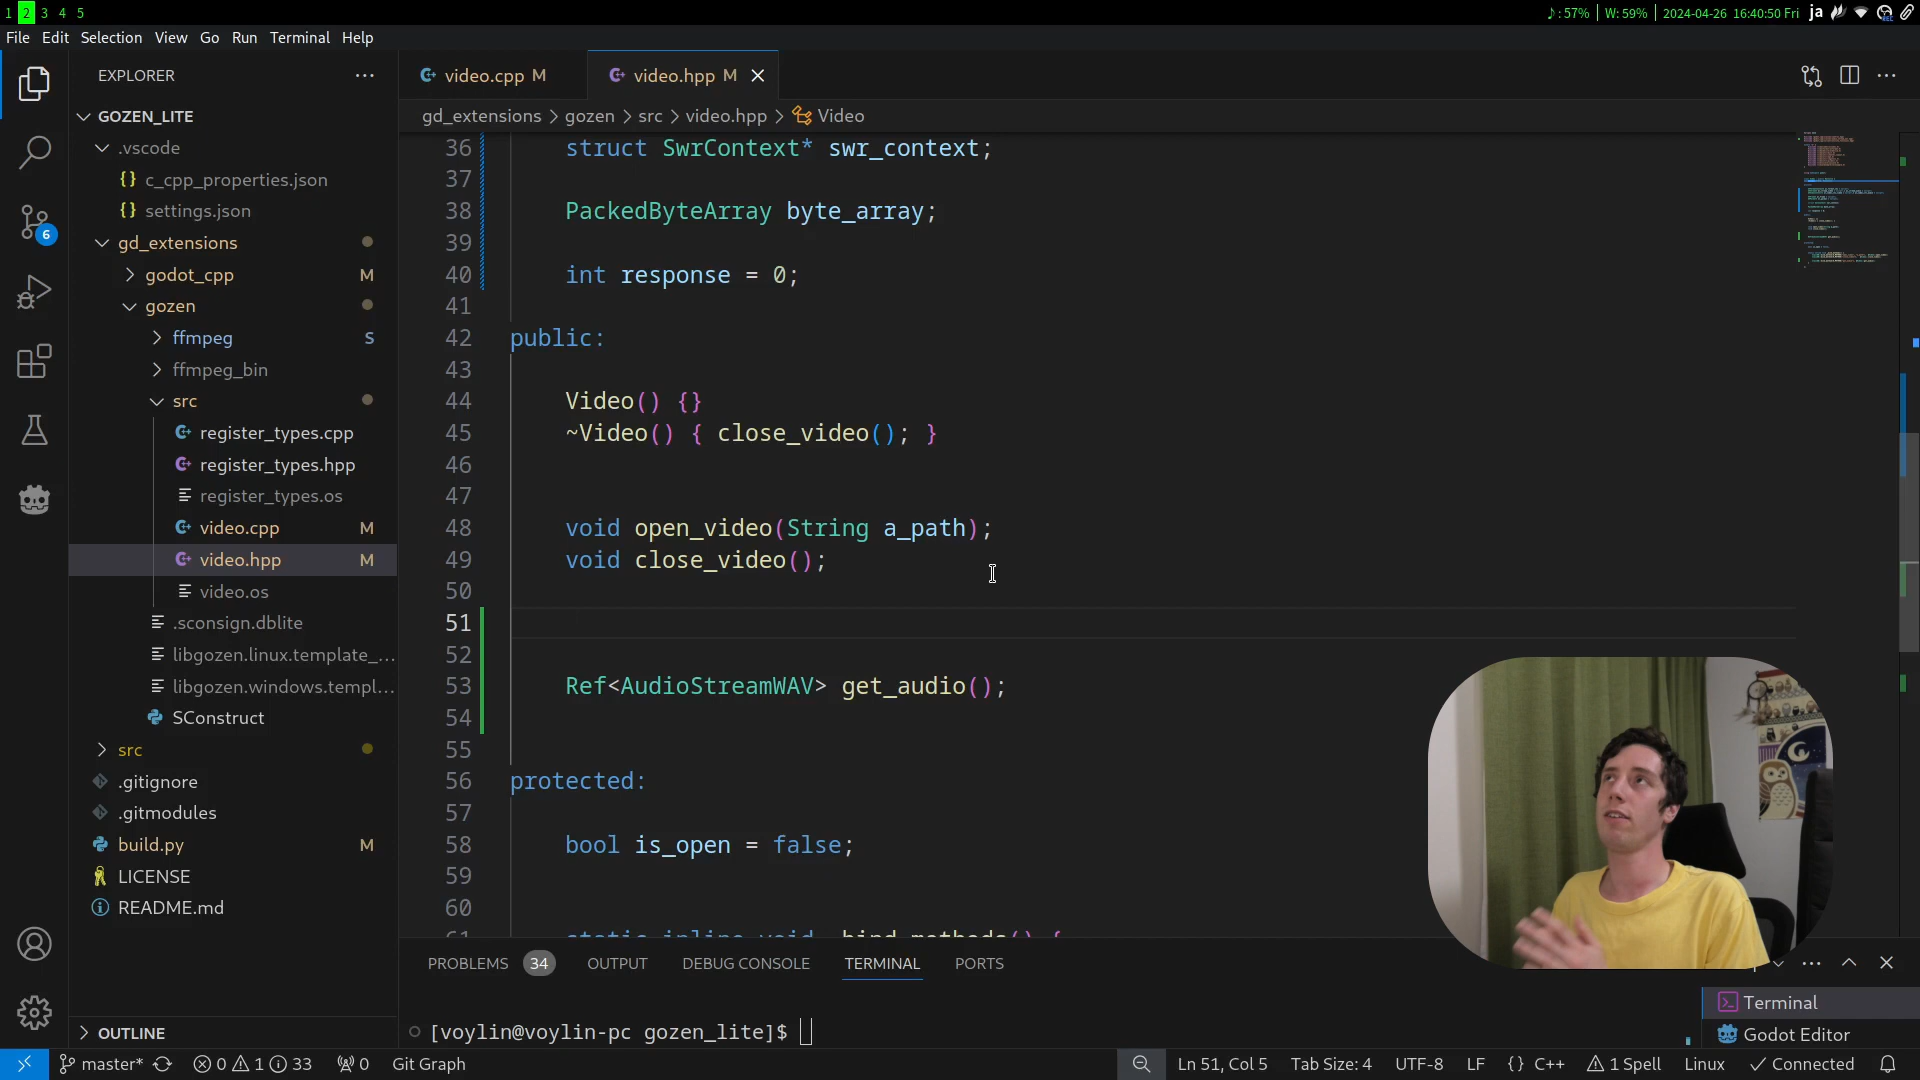 1 2 3 4 5
♪: 57% | W: 59% | 2024-04-26 16:40:50 Fri ja
File Edit Selection View Go Run Terminal Help
EXPLORER ...
GOZEN_LITE
.vscode
{} c_cpp_properties.json
{} settings.json
gd_extensions
godot_cpp M
gozen
ffmpeg S
ffmpeg_bin
src
register_types.cpp
register_types.hpp
register_types.os
video.cpp M
video.hpp M
video.os
.sconsign.dblite
libgozen.linux.template_...
libgozen.windows.templ...
SConstruct
src
.gitignore
.gitmodules
build.py M
LICENSE
README.md
OUTLINE
6
video.cpp M
video.hpp M
gd_extensions > gozen > src > video.hpp > Video
36 struct SwrContext* swr_context;
37
38 PackedByteArray byte_array;
39
40 int response = 0;
41
42 public:
43
44 Video() {}
45 ~Video() { close_video(); }
46
47
48 void open_video(String a_path);
49 void close_video();
50
51
52
53 Ref<AudioStreamWAV> get_audio();
54
55
56 protected:
57
58 bool is_open = false;
59
60
61 static inline void _bind_methods() {
PROBLEMS 34 OUTPUT DEBUG CONSOLE TERMINAL PORTS
[voylin@voylin-pc gozen_lite]$
Terminal
Godot Editor
master* 0 1 33 0 Git Graph
Ln 51, Col 5 Tab Size: 4 UTF-8 LF {} C++ 1 Spell Linux Connected